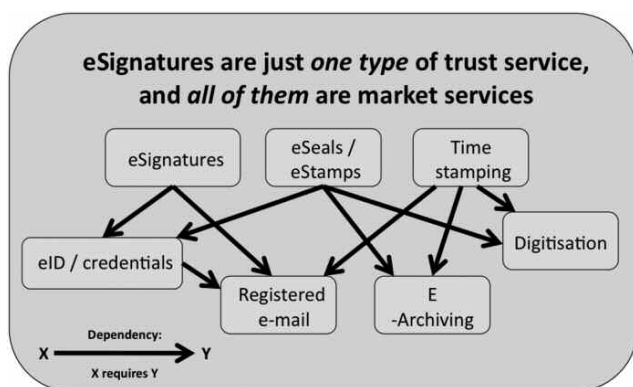 eSignatures are just one type of trust service,
and all of them are market services
eSignatures
eSeals /
eStamps
Time
stamping
eID / credentials
Registered
e-mail
E
-Archiving
Digitisation
Dependency:
X
Y
X requires Y